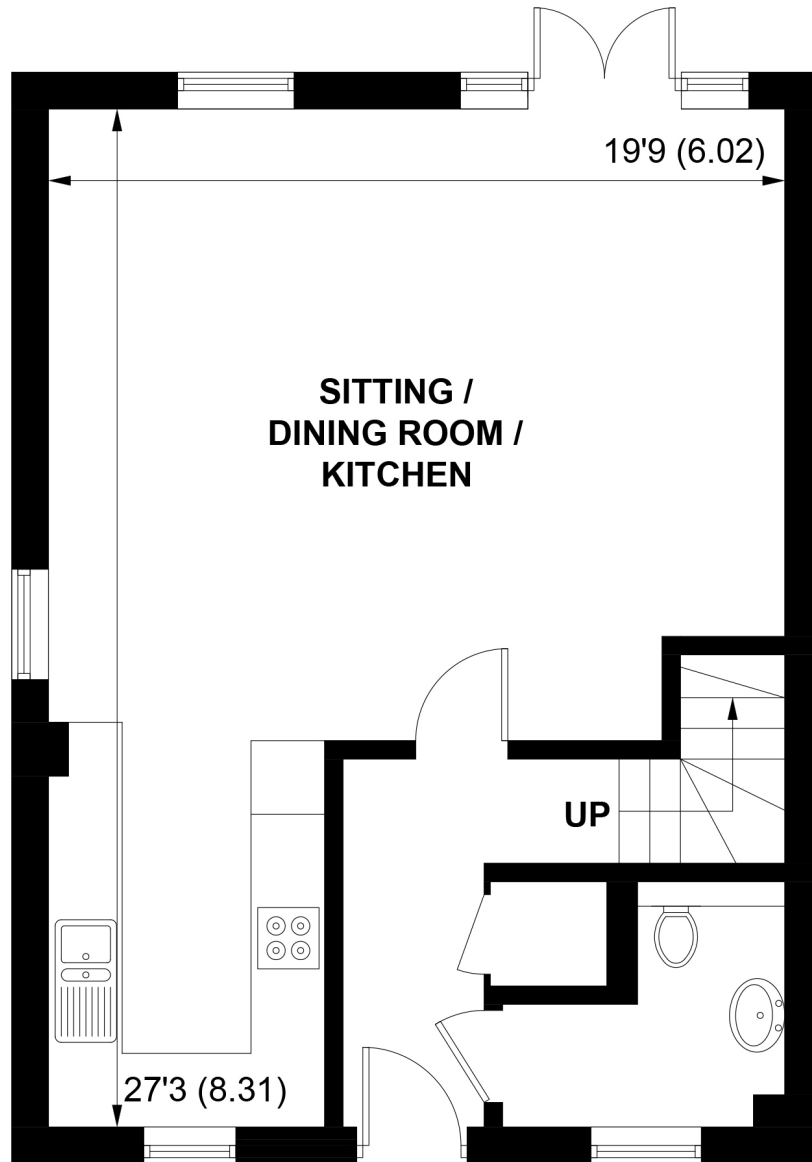 19'9 (6.02)
SITTING /
DINING ROOM /
KITCHEN
UP
27'3 (8.31)